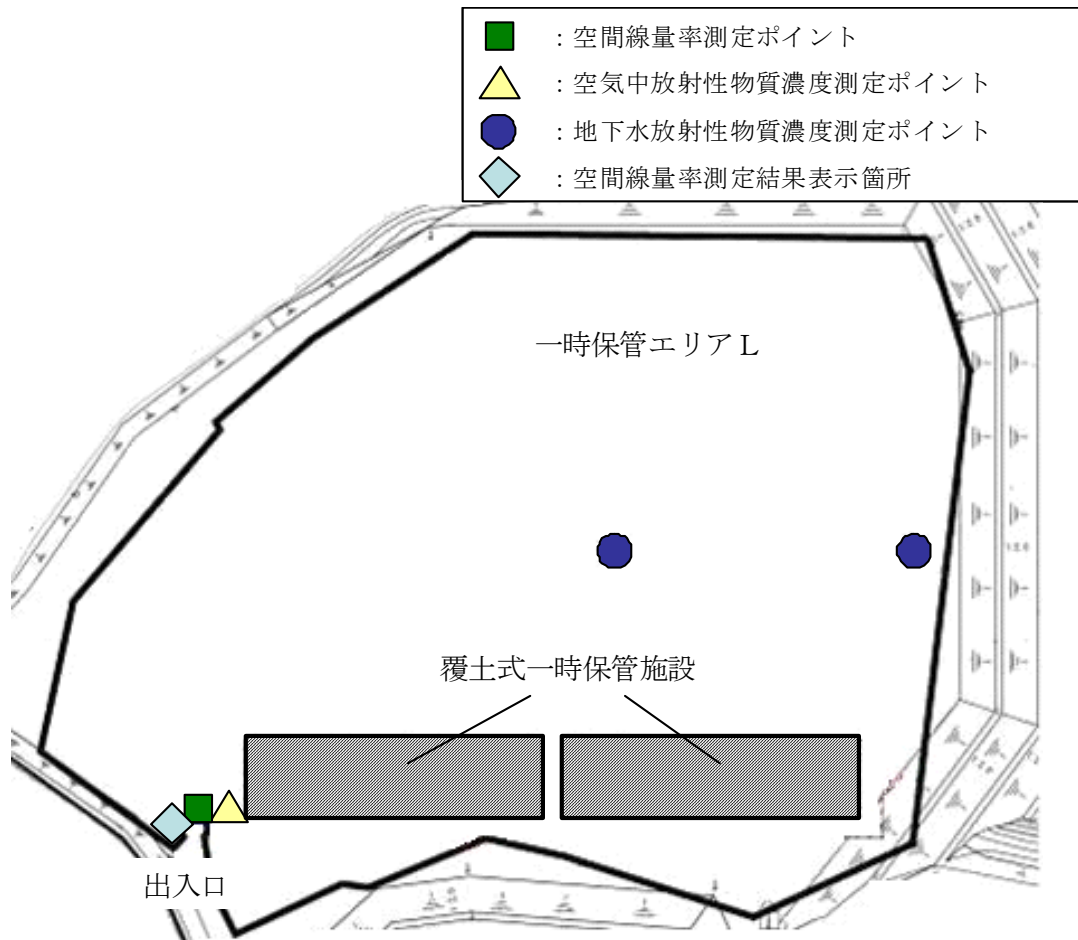 ：空間線量率測定ポイント
：空気中放射性物質濃度測定ポイント
：地下水放射性物質濃度測定ポイント
：空間線量率測定結果表示箇所
一時保管エリアＬ
覆土式一時保管施設
出入口